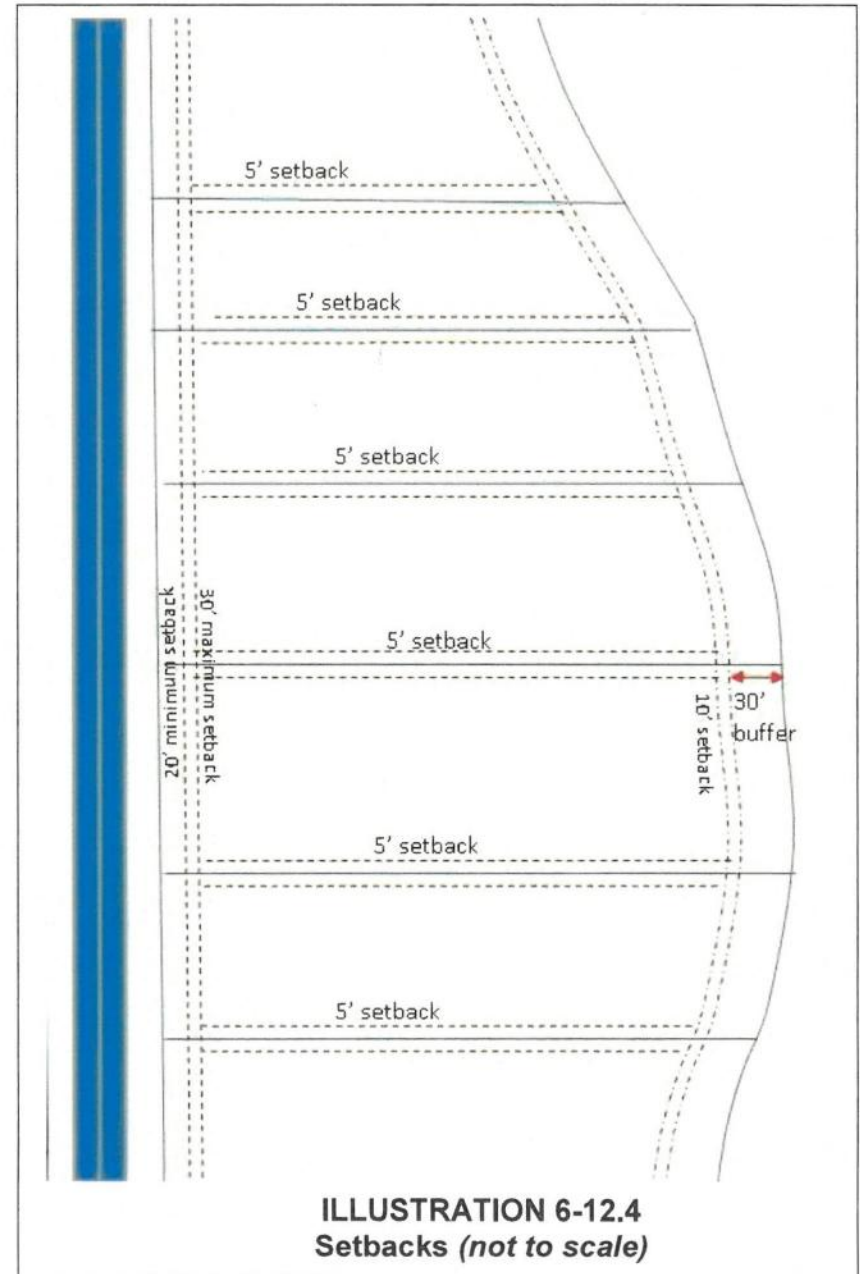 5' setback
5' setback
5' setback
20' minimum setback
30' maximum setback
5' setback
10' setback
30'
buffer
5' setback
5' setback
ILLUSTRATION 6-12.4
Setbacks (not to scale)